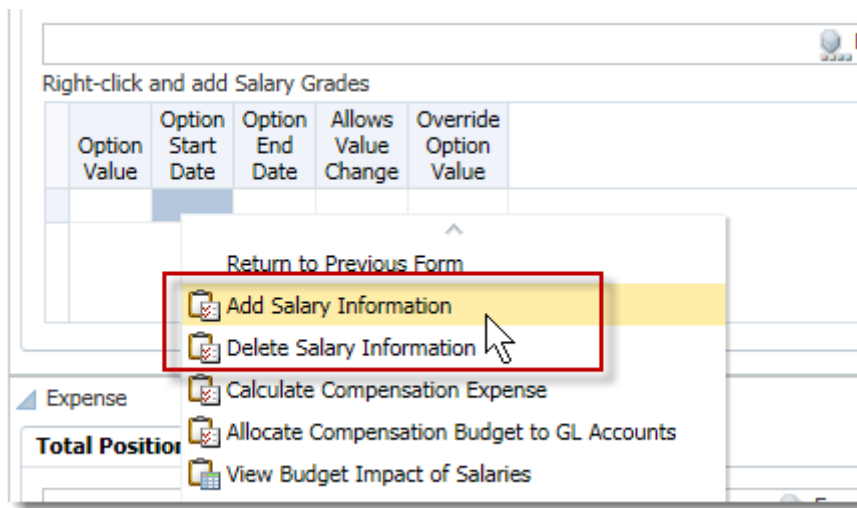 Right-click and add Salary Grades
Option Value
Option Start Date
Option End Date
Allows Value Change
Override Option Value
Return to Previous Form
Add Salary Information
Delete Salary Information
Calculate Compensation Expense
Expense
Allocate Compensation Budget to GL Accounts
Total Position
View Budget Impact of Salaries